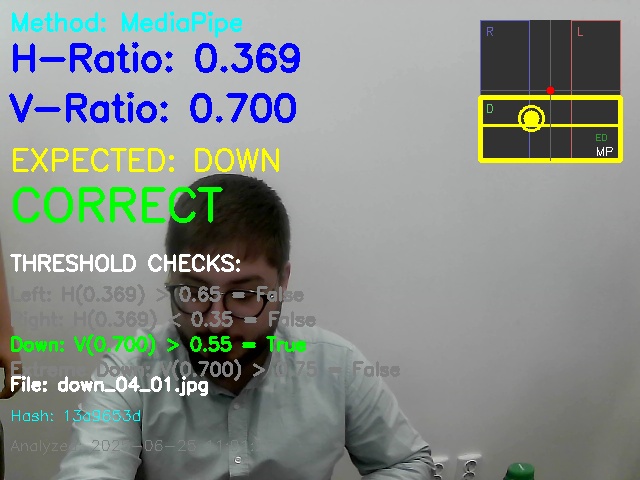 Method: MediaPipe
H-Ratio: 0.369
V-Ratio: 0.700
EXPECTED: DOWN
CORRECT
THRESHOLD CHECKS:
Left: H(0.369) > 0.65 = False
Right: H(0.369) < 0.35 = False
Down: V(0.700) > 0.55 = True
Extreme Down: V(0.700) > 0.75 = False
File: down_04_01.jpg
Hash: 13a9653d
R
L
D
ED
MP